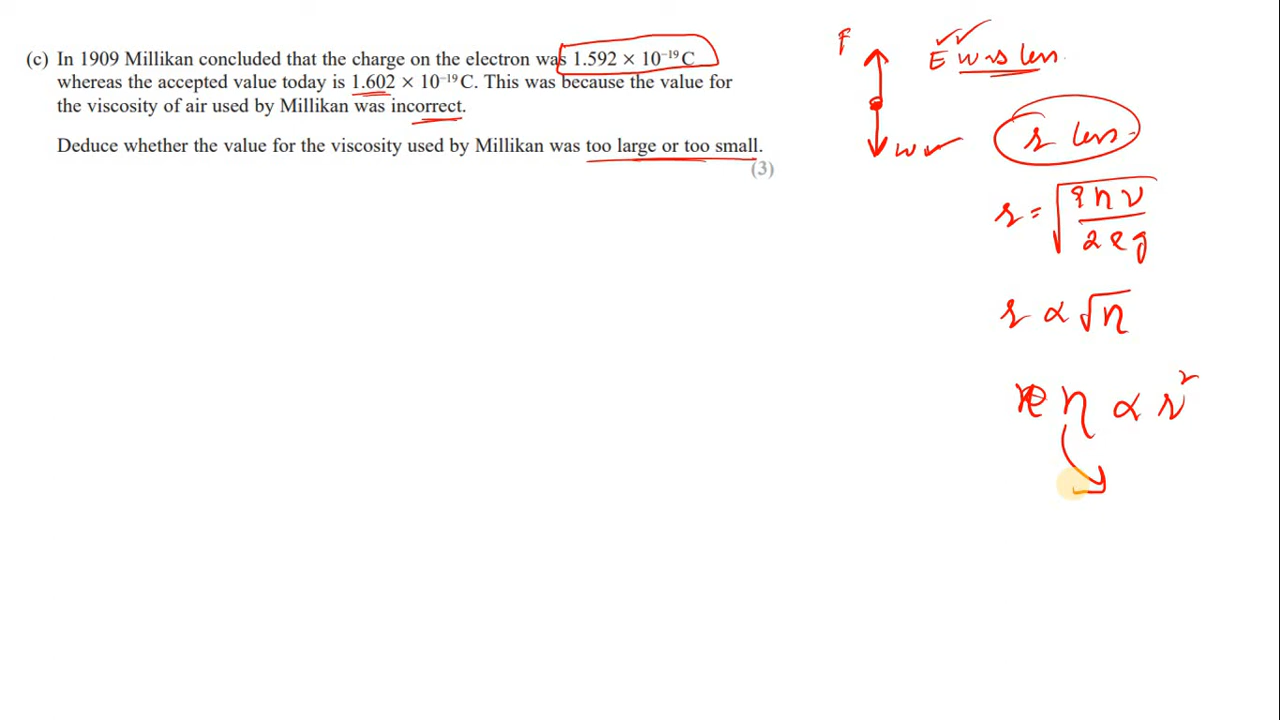 (c) In 1909 Millikan concluded that the charge on the electron was 1.592 × 10⁻¹⁹ C
whereas the accepted value today is 1.602 × 10⁻¹⁹ C. This was because the value for
the viscosity of air used by Millikan was incorrect.
Deduce whether the value for the viscosity used by Millikan was too large or too small.
(3)
F
W
E was less.
r less.
r = √(9ην / 2ρg)
r ∝ √η
η ∝ r²